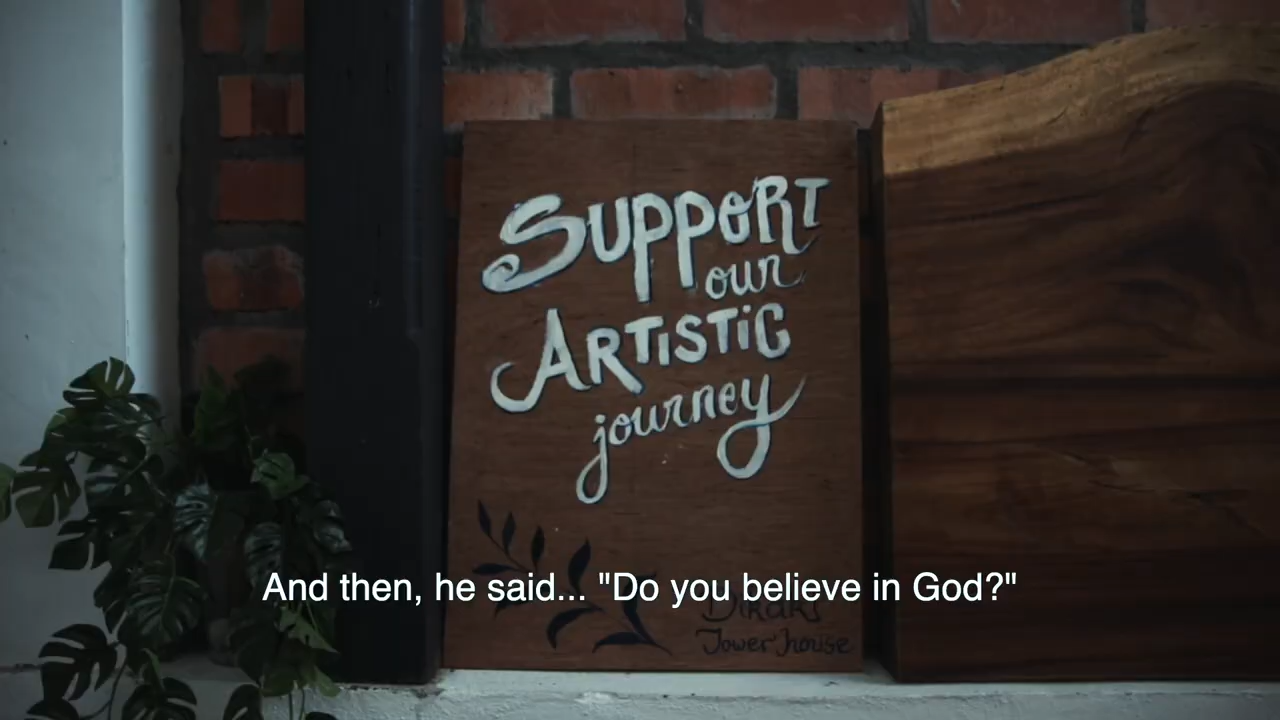 SUPPORT
our
ARTISTIC
journey
And then, he said... "Do you believe in God?"
Tower house